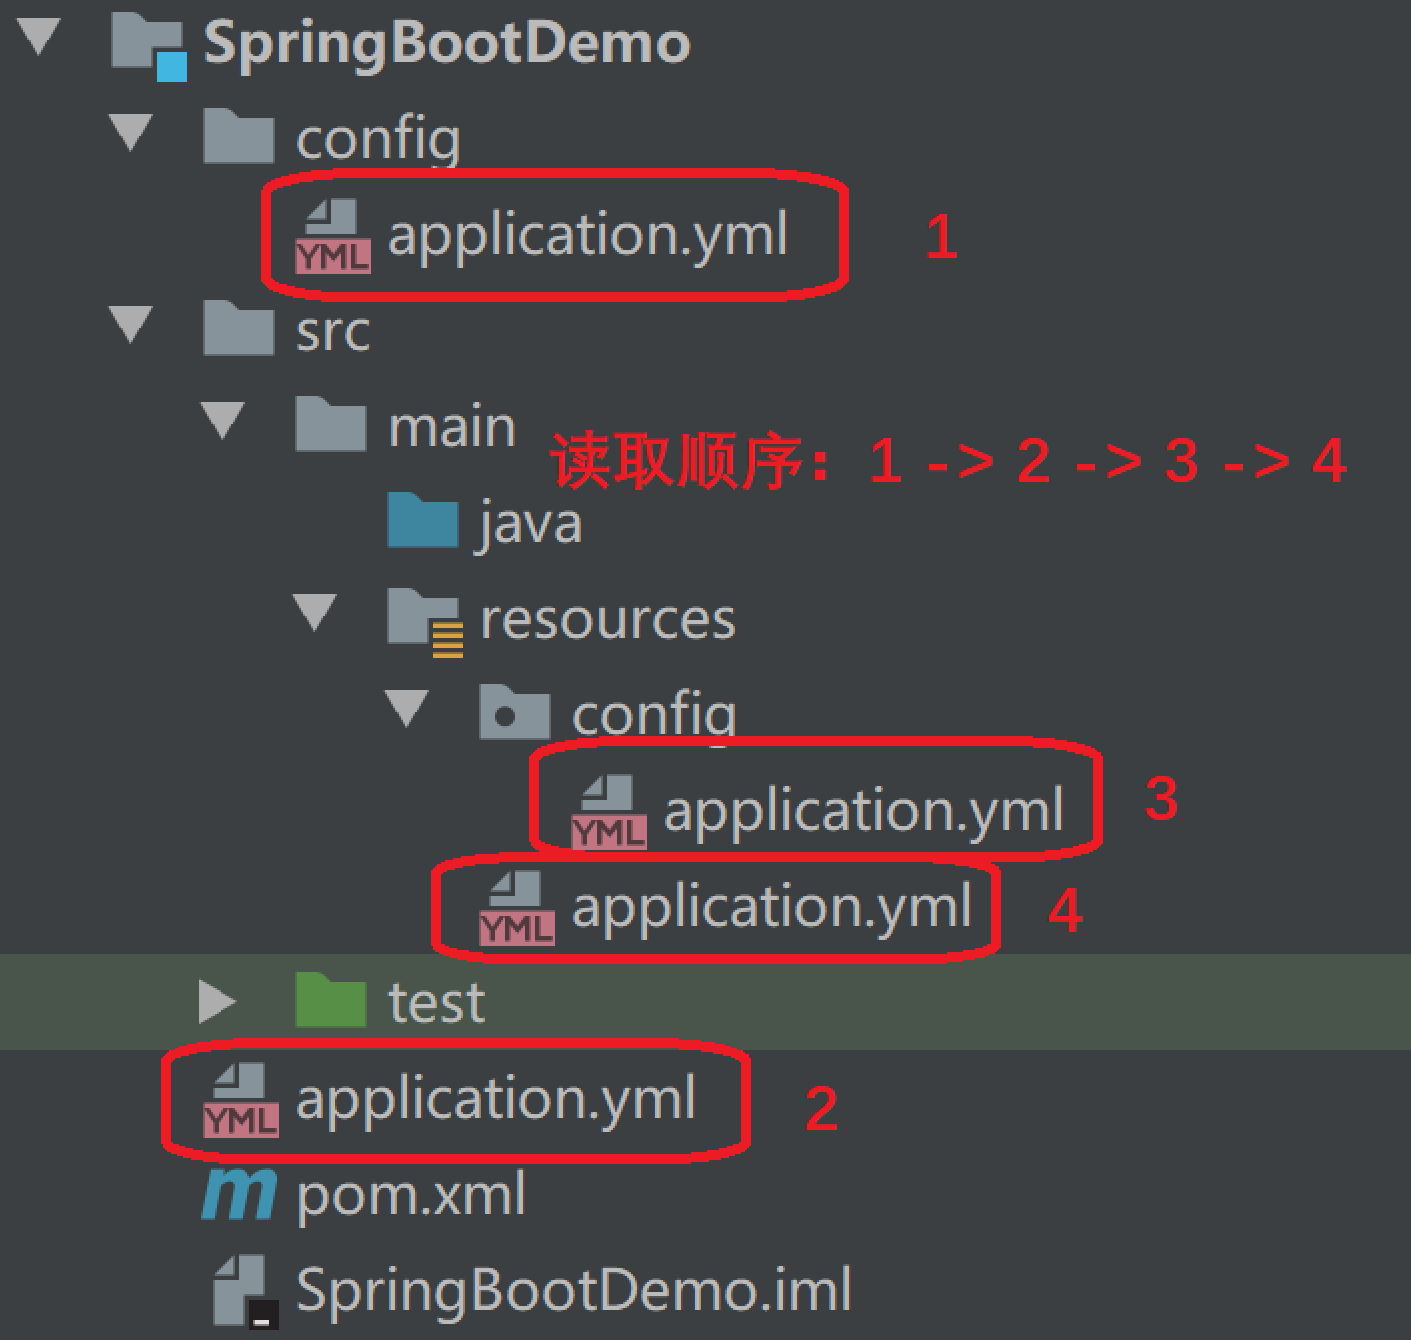 SpringBootDemo
config
YML application.yml 1
src
main
读取顺序：1 -> 2 -> 3 -> 4
java
resources
config
YML application.yml 3
YML application.yml 4
test
YML application.yml 2
m pom.xml
SpringBootDemo.iml